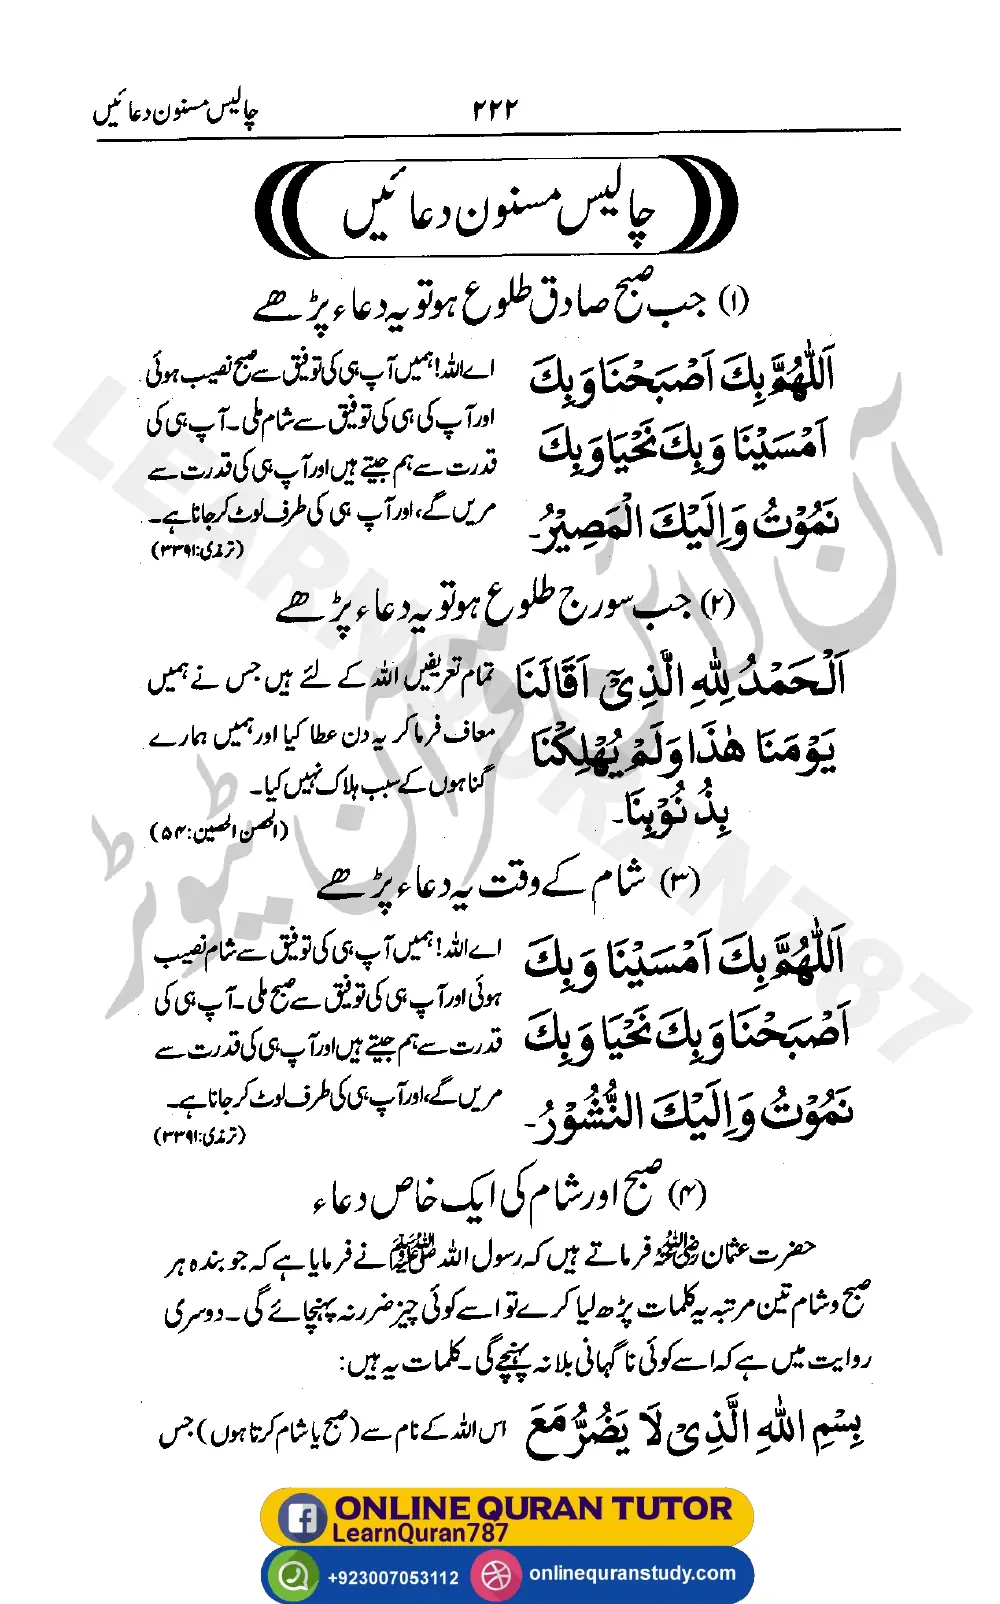 چالیس مسنون دعائیں
۲۲۲
چالیس مسنون دعائیں
(۱) جب صبح صادق طلوع ہو تو یہ دعاء پڑھے
اَللّٰهُمَّ بِكَ اَصْبَحْنَا وَبِكَ
اَمْسَيْنَا وَبِكَ نَحْيَا وَبِكَ
نَمُوْتُ وَاِلَيْكَ الْمَصِيْرُ۔
اے اللہ! ہمیں آپ ہی کی توفیق سے صبح نصیب ہوئی
اور آپ کی ہی کی توفیق سے شام ملی۔ آپ ہی کی
قدرت سے ہم جیتے ہیں اور آپ ہی کی قدرت سے
مریں گے، اور آپ ہی کی طرف لوٹ کر جانا ہے۔
(ترمذی: ۳۳۹۱)
(۲) جب سورج طلوع ہو تو یہ دعاء پڑھے
اَلْحَمْدُ لِلّٰهِ الَّذِیْٓ اَقَالَنَا
يَوْمَنَا هٰذَا وَلَمْ يُهْلِكْنَا
بِذُنُوْبِنَا۔
تمام تعریفیں اللہ کے لئے ہیں جس نے ہمیں
معاف فرما کر یہ دن عطا کیا اور ہمیں ہمارے
گناہوں کے سبب ہلاک نہیں کیا۔
(الحصن الحصین: ۵۴)
(۳) شام کے وقت یہ دعاء پڑھے
اَللّٰهُمَّ بِكَ اَمْسَيْنَا وَبِكَ
اَصْبَحْنَا وَبِكَ نَحْيَا وَبِكَ
نَمُوْتُ وَاِلَيْكَ النُّشُوْرُ۔
اے اللہ! ہمیں آپ ہی کی توفیق سے شام نصیب
ہوئی اور آپ ہی کی توفیق سے صبح ملی۔ آپ ہی کی
قدرت سے ہم جیتے ہیں اور آپ ہی کی قدرت سے
مریں گے، اور آپ ہی کی طرف لوٹ کر جانا ہے۔
(ترمذی: ۳۳۹۱)
(۴) صبح اور شام کی ایک خاص دعاء
حضرت عثمان رضی اللہ عنہ فرماتے ہیں کہ رسول اللہ ﷺ نے فرمایا ہے کہ جو بندہ ہر
صبح و شام تین مرتبہ یہ کلمات پڑھ لیا کرے تو اسے کوئی چیز ضرر نہ پہنچائے گی۔ دوسری
روایت میں ہے کہ اسے کوئی ناگہانی بلا نہ پہنچے گی۔ کلمات یہ ہیں:
بِسْمِ اللّٰهِ الَّذِیْ لَا يَضُرُّ مَعَ
اس اللہ کے نام سے (صبح یا شام کرتا ہوں) جس
آن لائن قرآن ٹیوٹر
LEARNQURAN787
ONLINE QURAN TUTOR
LearnQuran787
+923007053112
onlinequranstudy.com